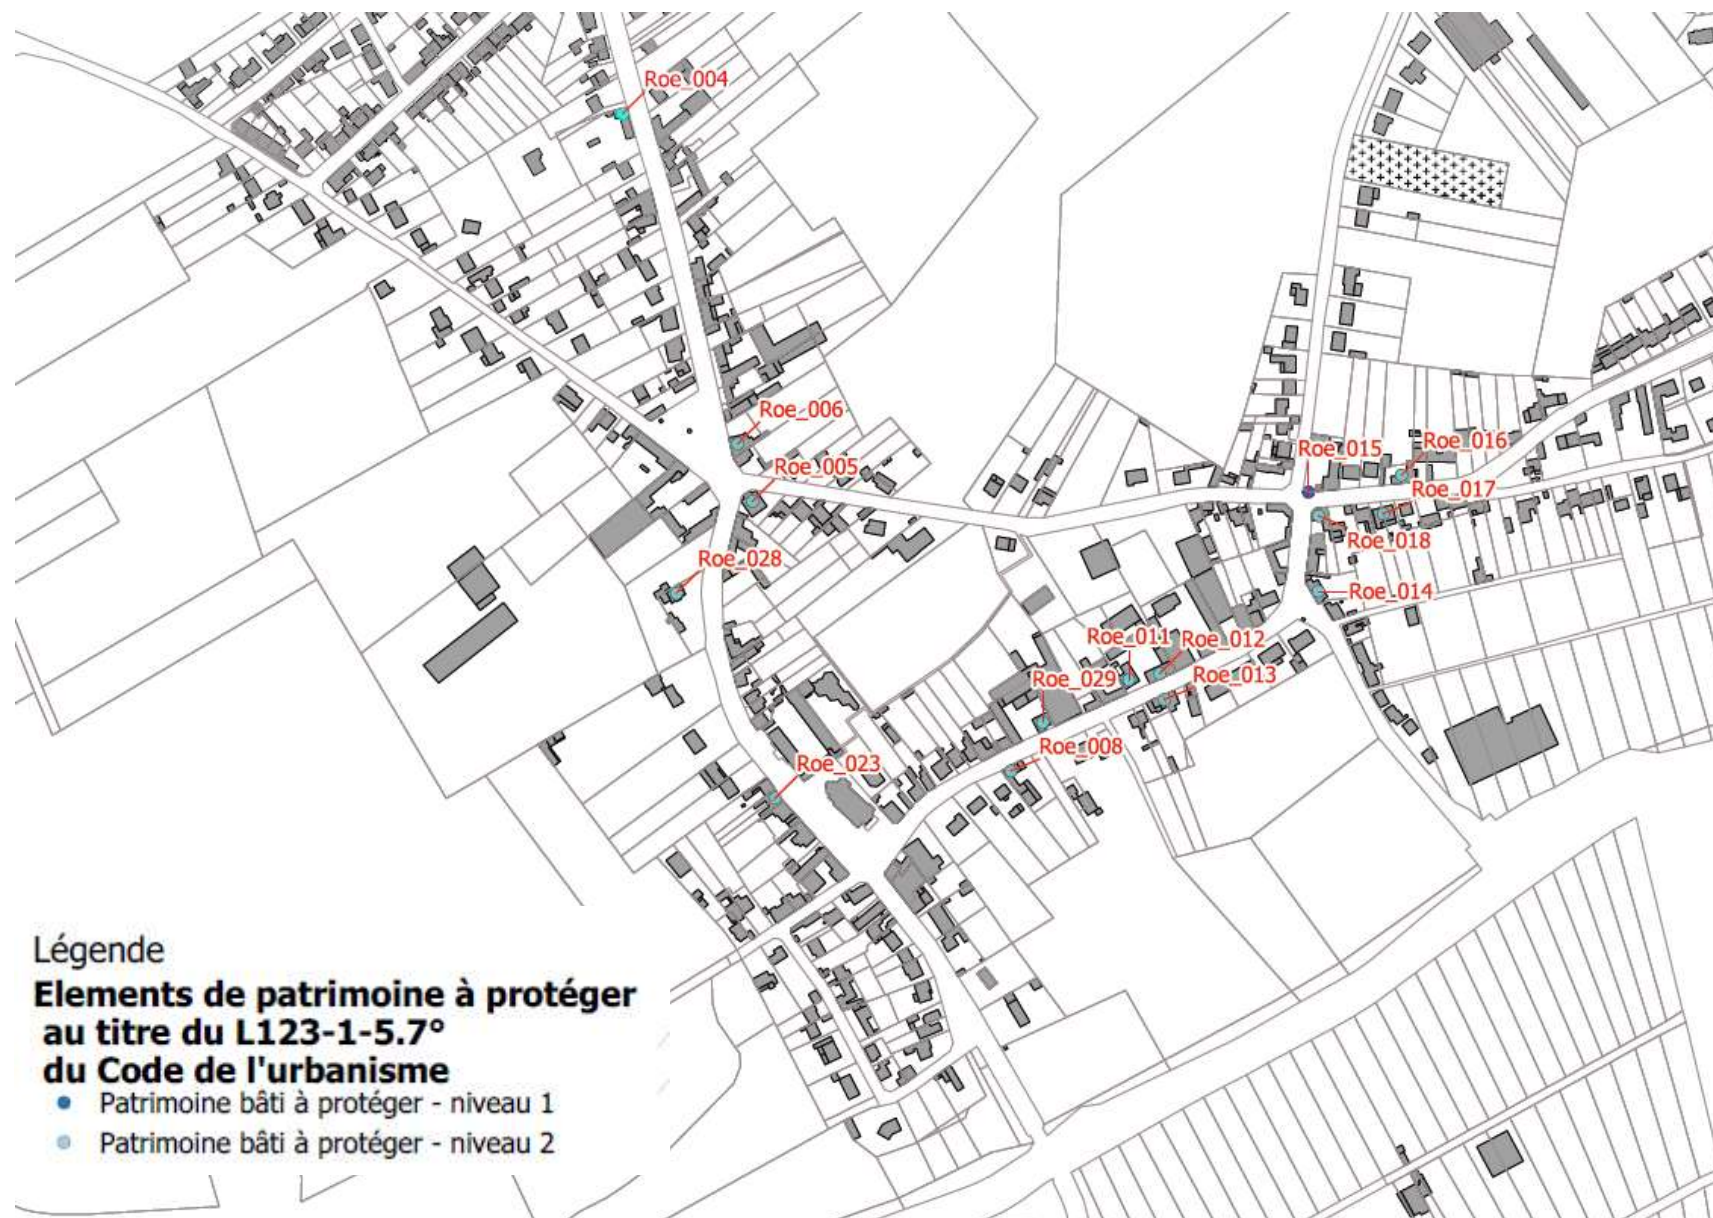 Roe_004
Roe_006
Roe_005
Roe_015
Roe_016
Roe_017
Roe_018
Roe_028
Roe_014
Roe_011
Roe_012
Roe_029
Roe_013
Roe_008
Roe_023
Légende
Elements de patrimoine à protéger
au titre du L123-1-5.7°
du Code de l'urbanisme
Patrimoine bâti à protéger - niveau 1
Patrimoine bâti à protéger - niveau 2